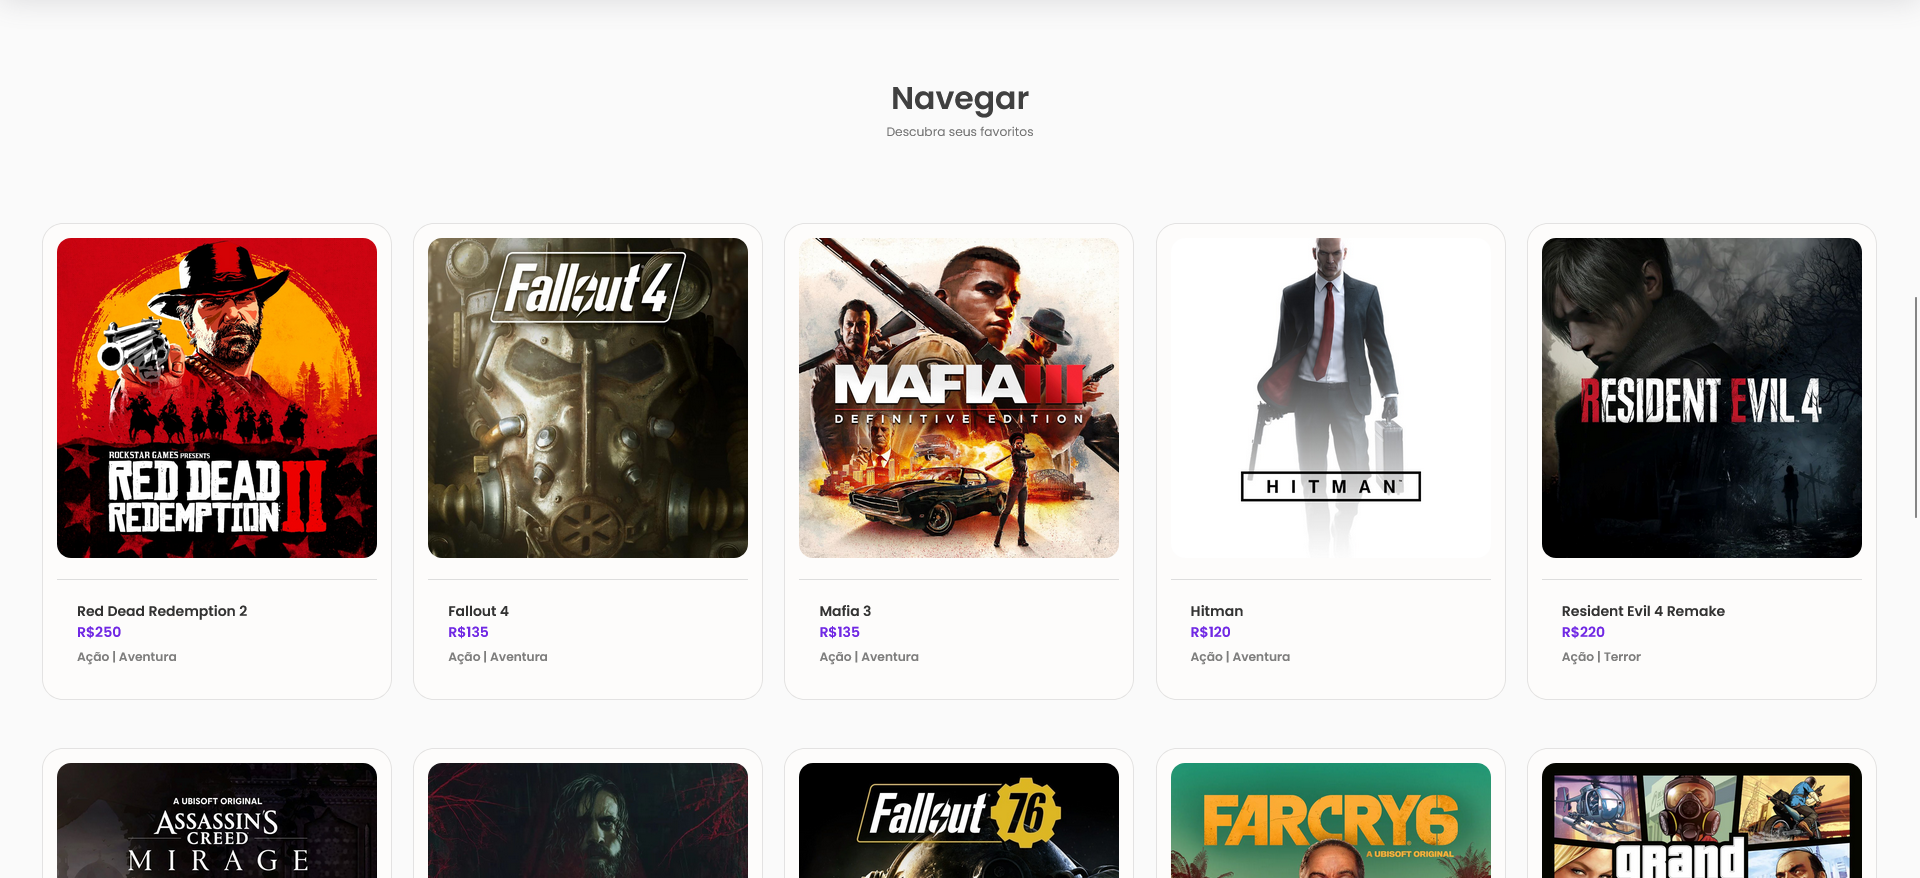 Navegar
Descubra seus favoritos
ROCKSTAR GAMES PRESENTS
RED DEAD
REDEMPTION II
Fallout 4
MAFIA III
DEFINITIVE EDITION
HITMAN
RESIDENT EVIL 4
Red Dead Redemption 2
R$250
Ação | Aventura
Fallout 4
R$135
Ação | Aventura
Mafia 3
R$135
Ação | Aventura
Hitman
R$120
Ação | Aventura
Resident Evil 4 Remake
R$220
Ação | Terror
A UBISOFT ORIGINAL
ASSASSIN'S
CREED
MIRAGE
Fallout 76
FARCRY6
A UBISOFT ORIGINAL
grand